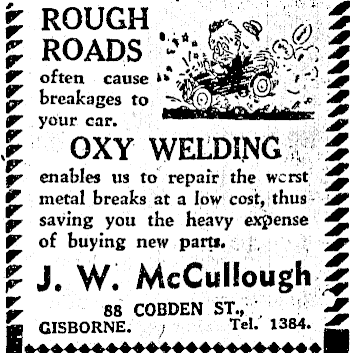 ROUGH
ROADS
often cause
breakages to
your car.
OXY WELDING
enables us to repair the worst
metal breaks at a low cost, thus
saving you the heavy expense
of buying new parts.
J. W. McCullough
88 COBDEN ST.,
GISBORNE. Tel. 1384.